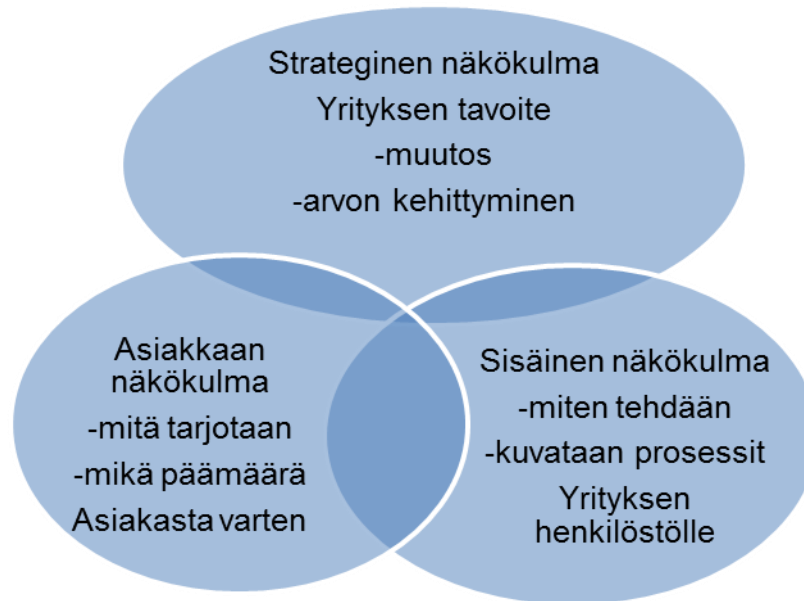 Strateginen näkökulma
Yrityksen tavoite
-muutos
-arvon kehittyminen
Asiakkaan
näkökulma
-mitä tarjotaan
-mikä päämäärä
Asiakasta varten
Sisäinen näkökulma
-miten tehdään
-kuvataan prosessit
Yrityksen
henkilöstölle